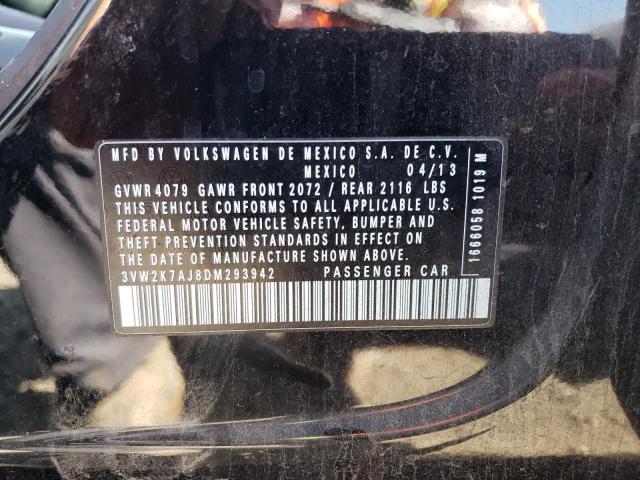 MFD BY VOLKSWAGEN DE MEXICO S.A. DE C.V.
MEXICO 04/13
GVWR 4079 GAWR FRONT 2072 / REAR 2116 LBS
THIS VEHICLE CONFORMS TO ALL APPLICABLE U.S.
FEDERAL MOTOR VEHICLE SAFETY, BUMPER AND
THEFT PREVENTION STANDARDS IN EFFECT ON
THE DATE OF MANUFACTURE SHOWN ABOVE.
3VW2K7AJ8DM293942 PASSENGER CAR
1666058 1019 M